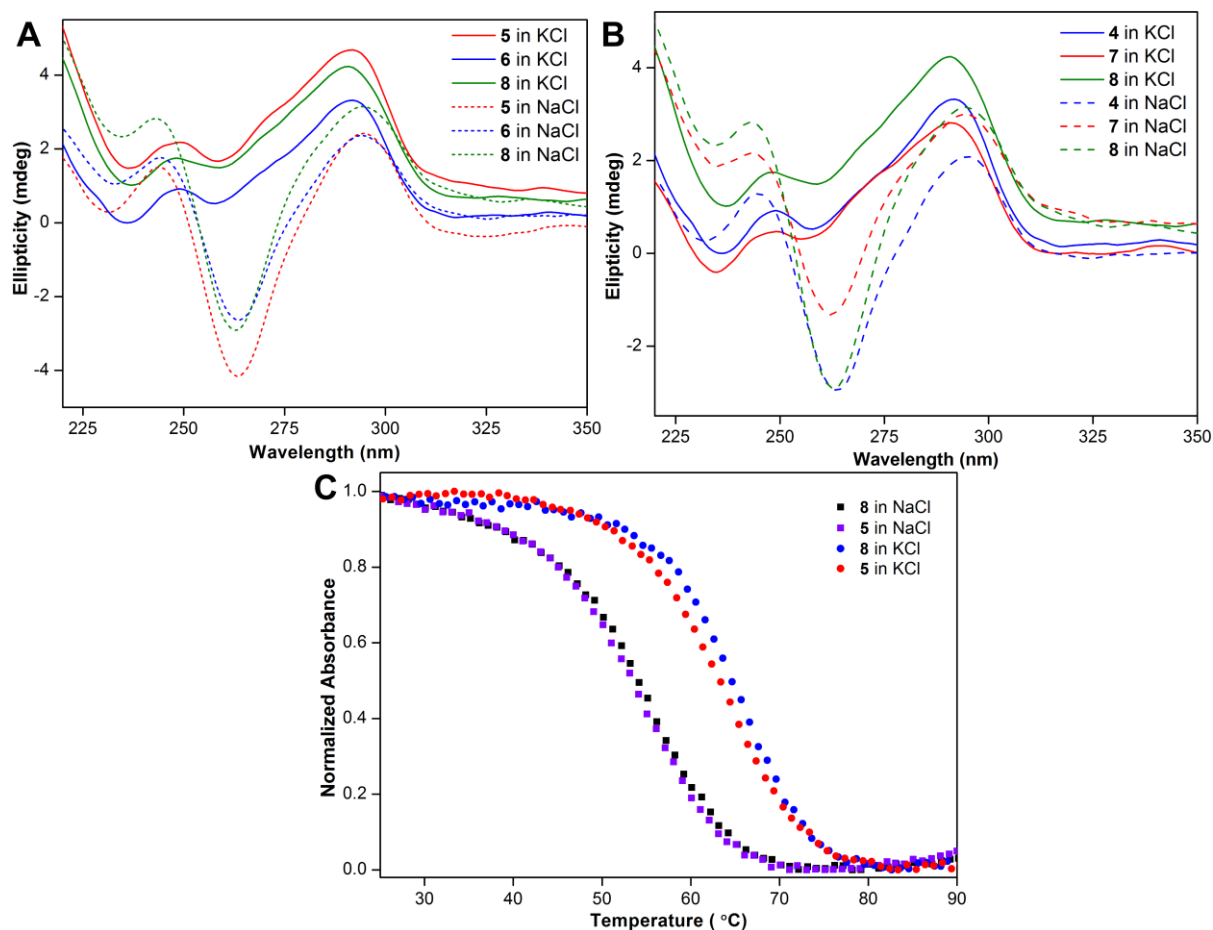 A
5 in KCl
6 in KCl
8 in KCl
5 in NaCl
6 in NaCl
8 in NaCl
Ellipticity (mdeg)
4
2
0
-2
-4
225 250 275 300 325 350
Wavelength (nm)
B
4 in KCl
7 in KCl
8 in KCl
4 in NaCl
7 in NaCl
8 in NaCl
Elipticity (mdeg)
4
2
0
-2
225 250 275 300 325 350
Wavelength (nm)
C
8 in NaCl
5 in NaCl
8 in KCl
5 in KCl
Normalized Absorbance
1.0
0.8
0.6
0.4
0.2
0.0
30 40 50 60 70 80 90
Temperature ( °C)